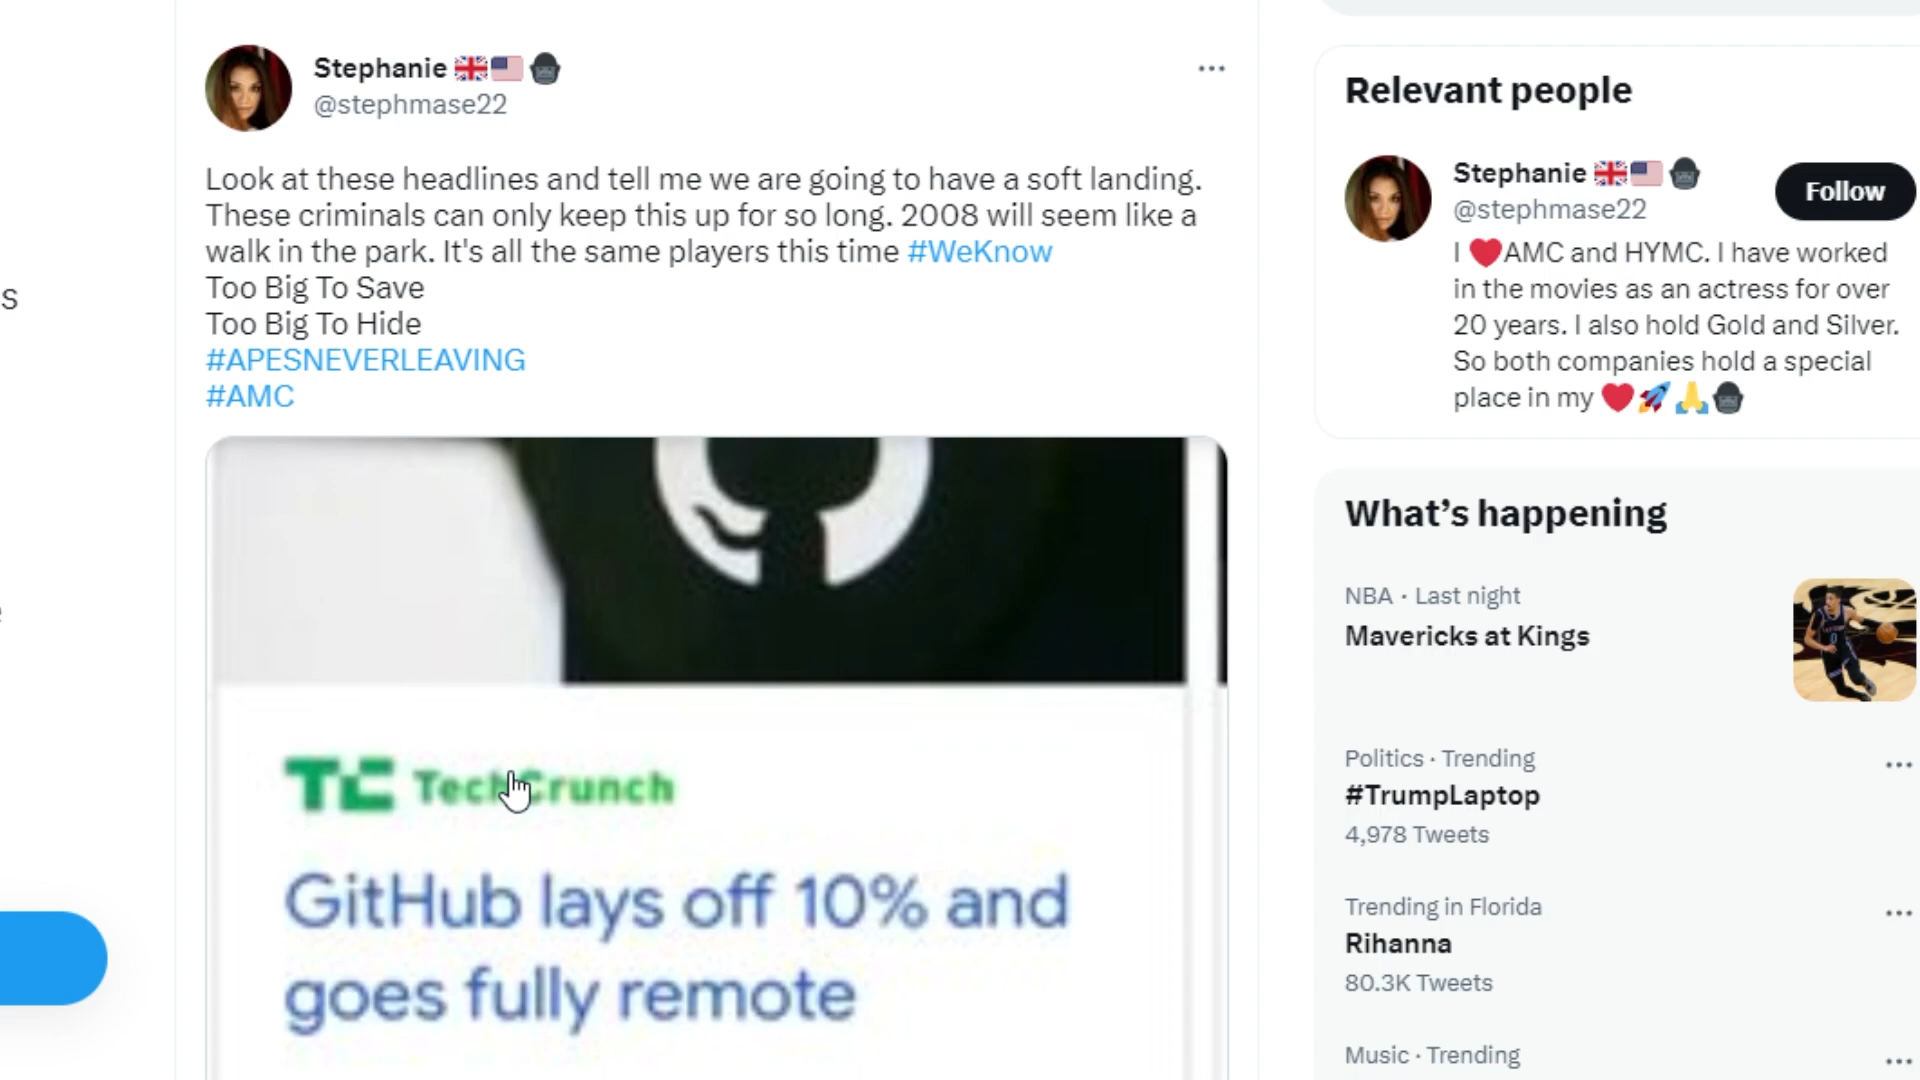 Stephanie
@stephmase22
Look at these headlines and tell me we are going to have a soft landing.
These criminals can only keep this up for so long. 2008 will seem like a
walk in the park. It's all the same players this time #WeKnow
Too Big To Save
Too Big To Hide
#APESNEVERLEAVING
#AMC
TC TechCrunch
GitHub lays off 10% and
goes fully remote
Relevant people
Stephanie
@stephmase22
Follow
I ❤️AMC and HYMC. I have worked
in the movies as an actress for over
20 years. I also hold Gold and Silver.
So both companies hold a special
place in my ❤️🚀🙏🦍
What's happening
NBA · Last night
Mavericks at Kings
Politics · Trending
#TrumpLaptop
4,978 Tweets
Trending in Florida
Rihanna
80.3K Tweets
Music · Trending